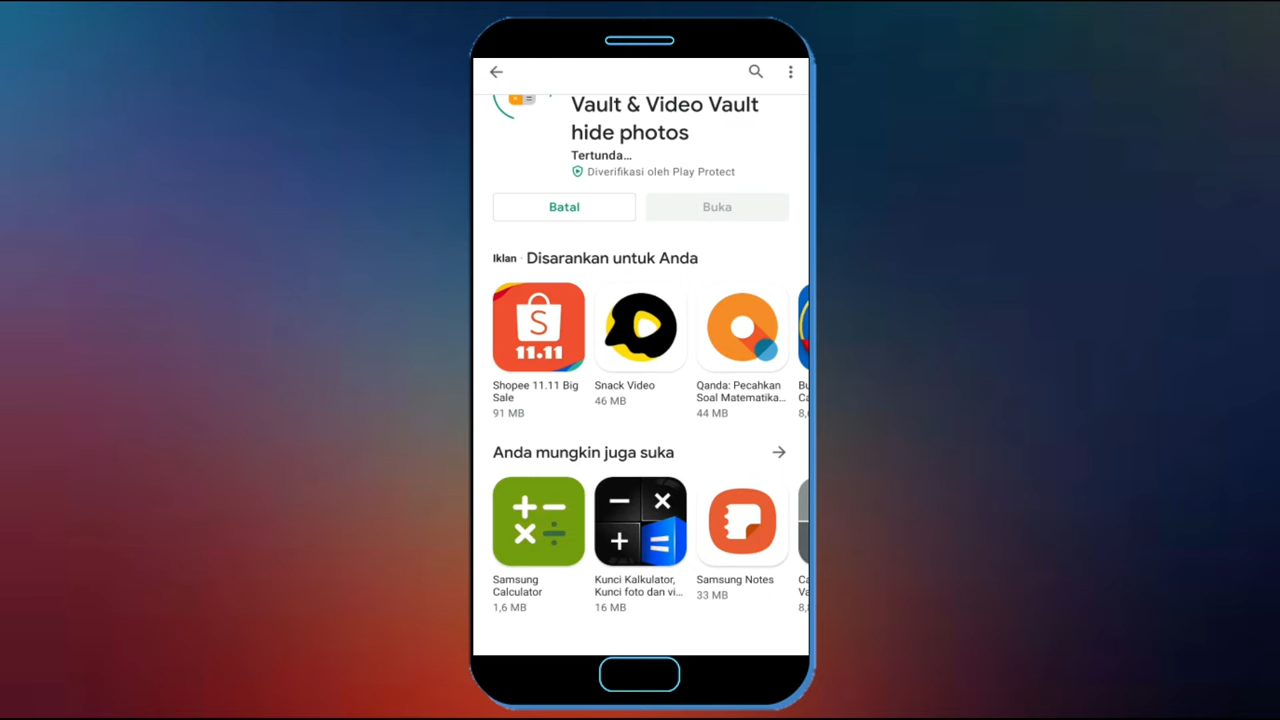 Vault & Video Vault
hide photos
Tertunda...
Diverifikasi oleh Play Protect
Batal
Buka
Iklan · Disarankan untuk Anda
S
11.11
Shopee 11.11 Big
Sale
91 MB
Snack Video
46 MB
Qanda: Pecahkan
Soal Matematika...
44 MB
Anda mungkin juga suka
Samsung
Calculator
1,6 MB
Kunci Kalkulator,
Kunci foto dan vi...
16 MB
Samsung Notes
33 MB